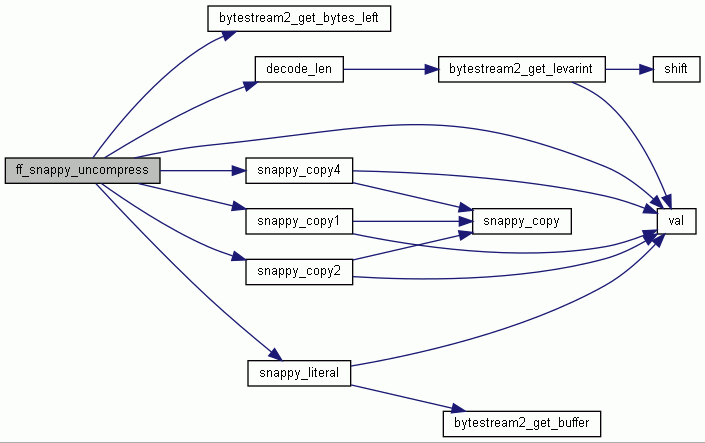 bytestream2_get_bytes_left
decode_len
bytestream2_get_levarint
shift
ff_snappy_uncompress
snappy_copy4
snappy_copy1
snappy_copy
val
snappy_copy2
snappy_literal
bytestream2_get_buffer